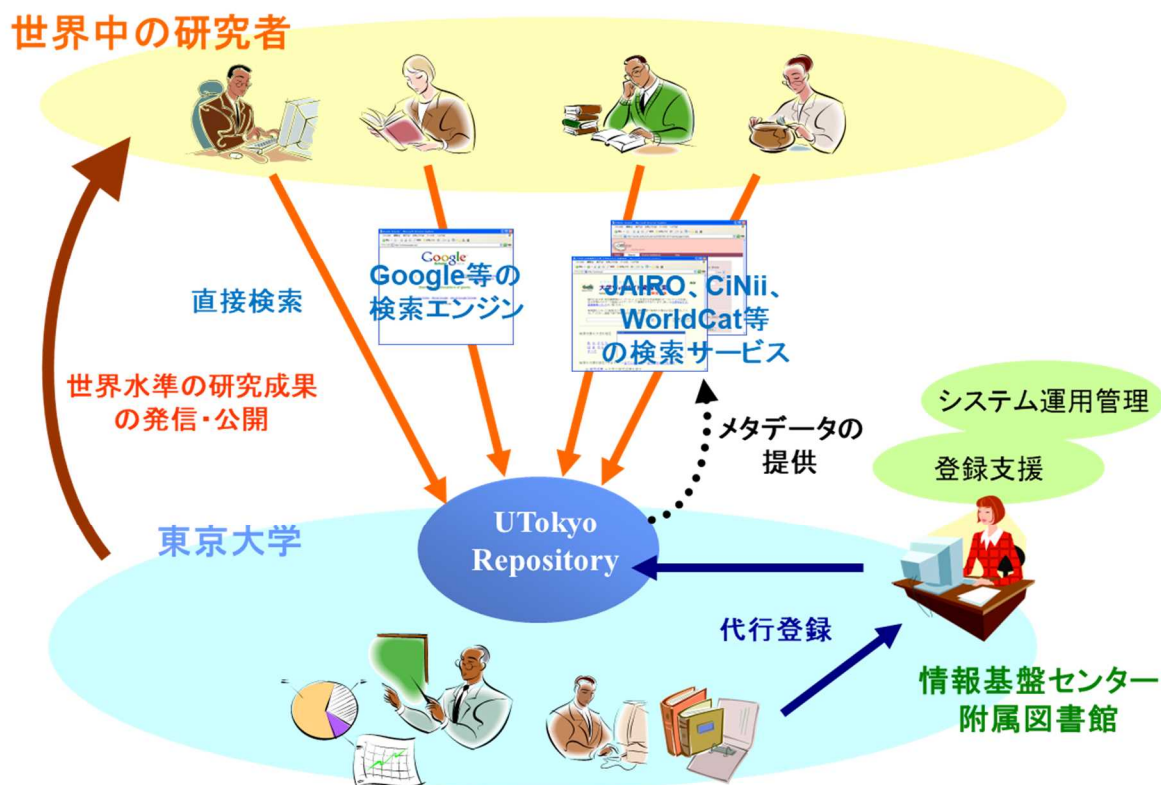 世界中の研究者
Google
Google等の
検索エンジン
JAIRO、CiNii、
WorldCat等
の検索サービス
直接検索
世界水準の研究成果
の発信・公開
メタデータの
提供
システム運用管理
登録支援
UTokyo
Repository
東京大学
代行登録
情報基盤センター
附属図書館